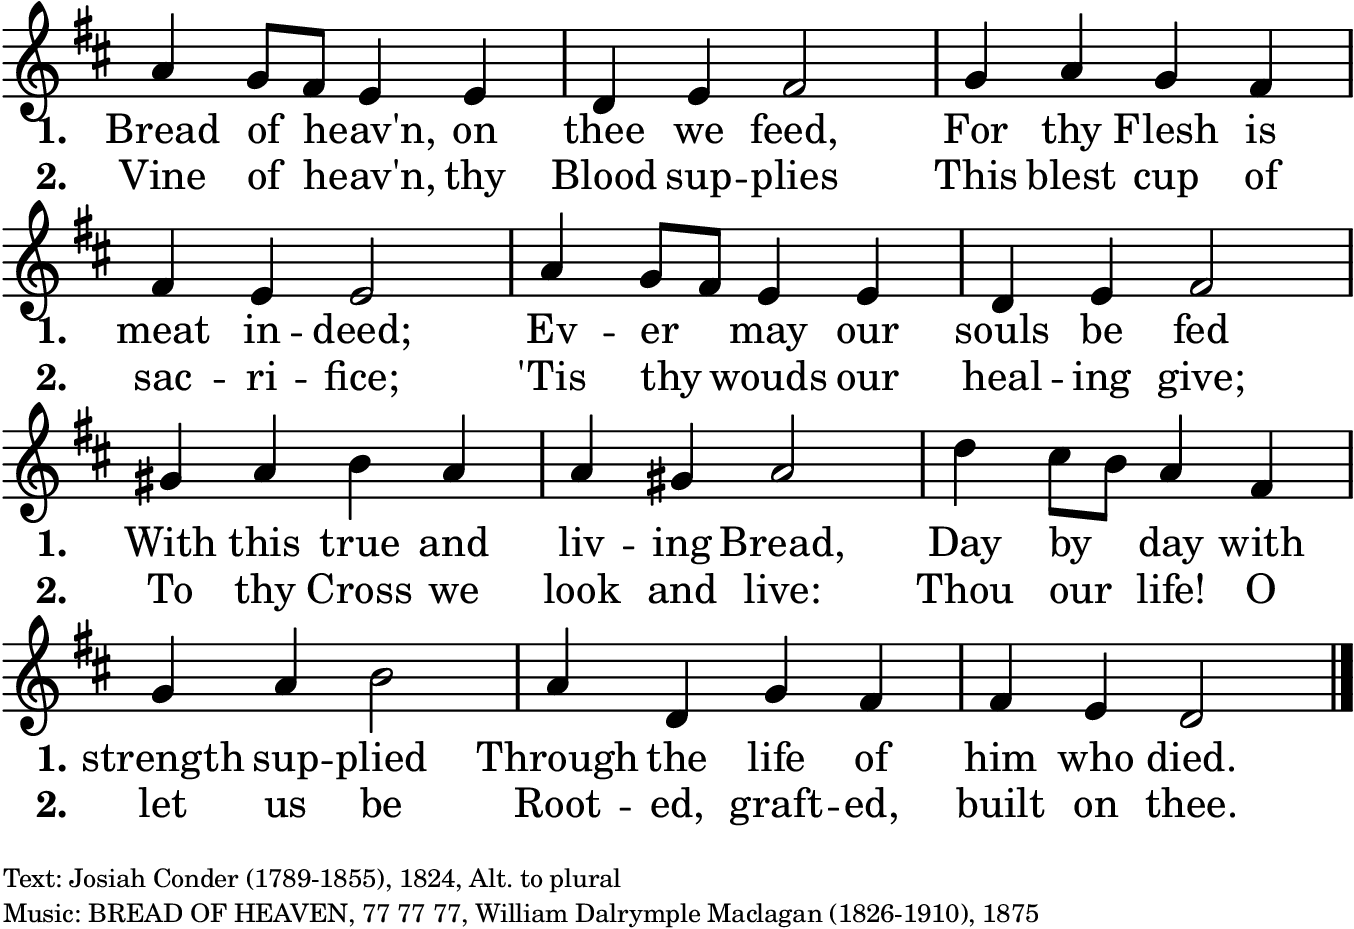 1. Bread of heav'n, on thee we feed, For thy Flesh is
2. Vine of heav'n, thy Blood sup -- plies This blest cup of
1. meat in -- deed; Ev -- er may our souls be fed
2. sac -- ri -- fice; 'Tis thy wouds our heal -- ing give;
1. With this true and liv -- ing Bread, Day by day with
2. To thy Cross we look and live: Thou our life! O
1. strength sup -- plied Through the life of him who died.
2. let us be Root -- ed, graft -- ed, built on thee.
Text: Josiah Conder (1789-1855), 1824, Alt. to plural
Music: BREAD OF HEAVEN, 77 77 77, William Dalrymple Maclagan (1826-1910), 1875